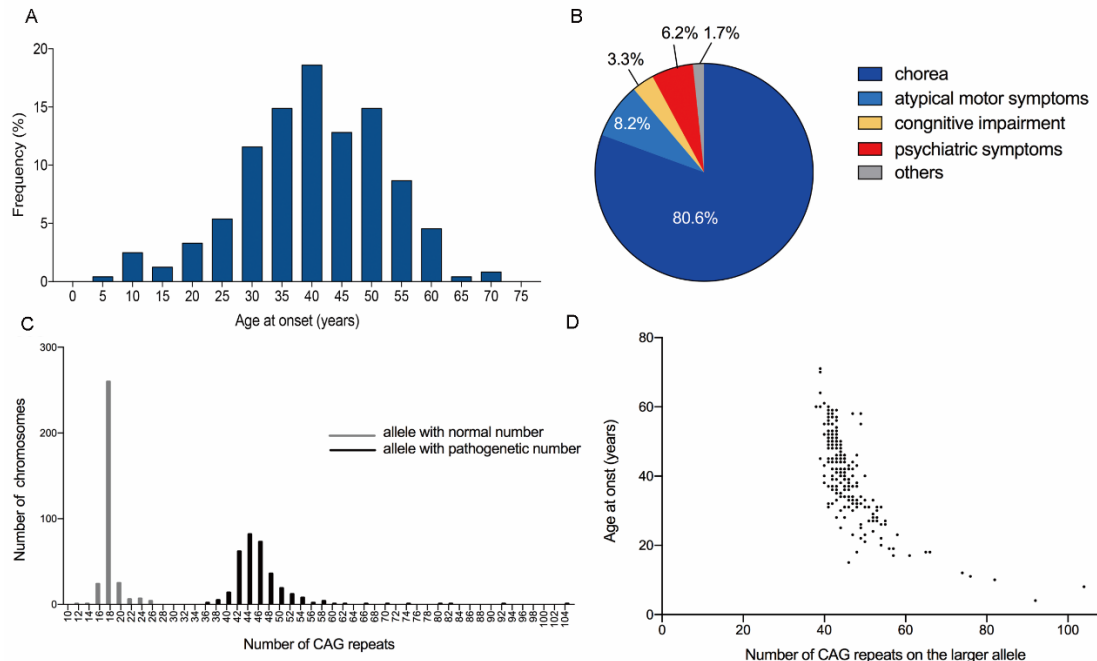 A
20
15
10
5
0
Frequency (%)
0 5 10 15 20 25 30 35 40 45 50 55 60 65 70 75
Age at onset (years)
B
6.2%
1.7%
3.3%
8.2%
80.6%
chorea
atypical motor symptoms
congnitive impairment
psychiatric symptoms
others
C
300
200
100
0
Number of chromosomes
allele with normal number
allele with pathogenetic number
10 12 14 16 18 20 22 24 26 28 30 32 34 36 38 40 42 44 46 48 50 52 54 56 58 60 62 64 66 68 70 72 74 76 78 80 82 84 86 88 90 92 94 96 98 100 102 104
Number of CAG repeats
D
80
60
40
20
0
Age at onst (years)
0 20 40 60 80 100
Number of CAG repeats on the larger allele